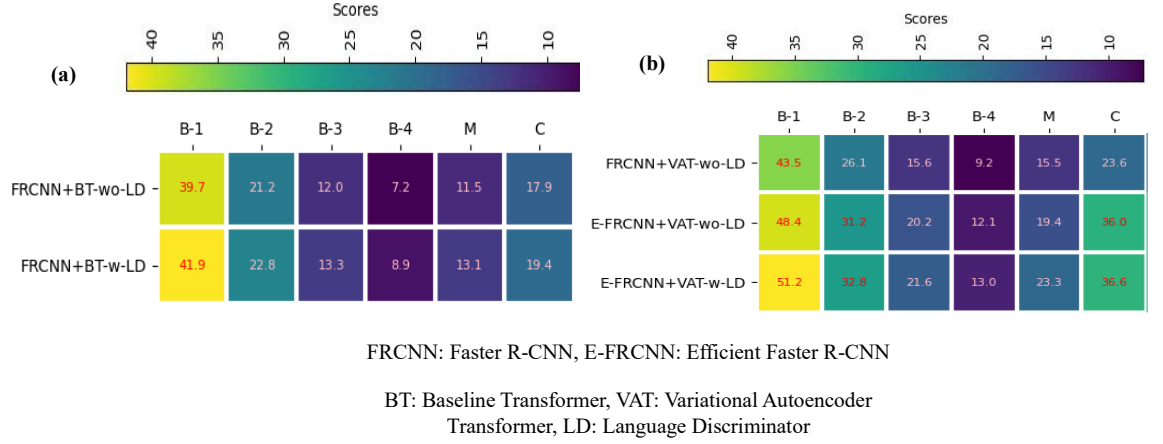 Scores
40 35 30 25 20 15 10
(a)
B-1 B-2 B-3 B-4 M C
FRCNN+BT-wo-LD 39.7 21.2 12.0 7.2 11.5 17.9
FRCNN+BT-w-LD 41.9 22.8 13.3 8.9 13.1 19.4
Scores
40 35 30 25 20 15 10
(b)
B-1 B-2 B-3 B-4 M C
FRCNN+VAT-wo-LD 43.5 26.1 15.6 9.2 15.5 23.6
E-FRCNN+VAT-wo-LD 48.4 31.2 20.2 12.1 19.4 36.0
E-FRCNN+VAT-w-LD 51.2 32.8 21.6 13.0 23.3 36.6
FRCNN: Faster R-CNN, E-FRCNN: Efficient Faster R-CNN
BT: Baseline Transformer, VAT: Variational Autoencoder
Transformer, LD: Language Discriminator